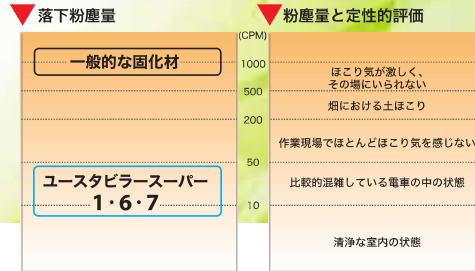 落下粉塵量
粉塵量と定性的評価
(CPM)
一般的な固化材
1000
ほこり気が激しく、
その場にいられない
500
畑における土ほこり
200
作業現場でほとんどほこり気を感じない
50
ユースタビラースーパー
1・6・7
比較的混雑している電車の中の状態
10
清浄な室内の状態